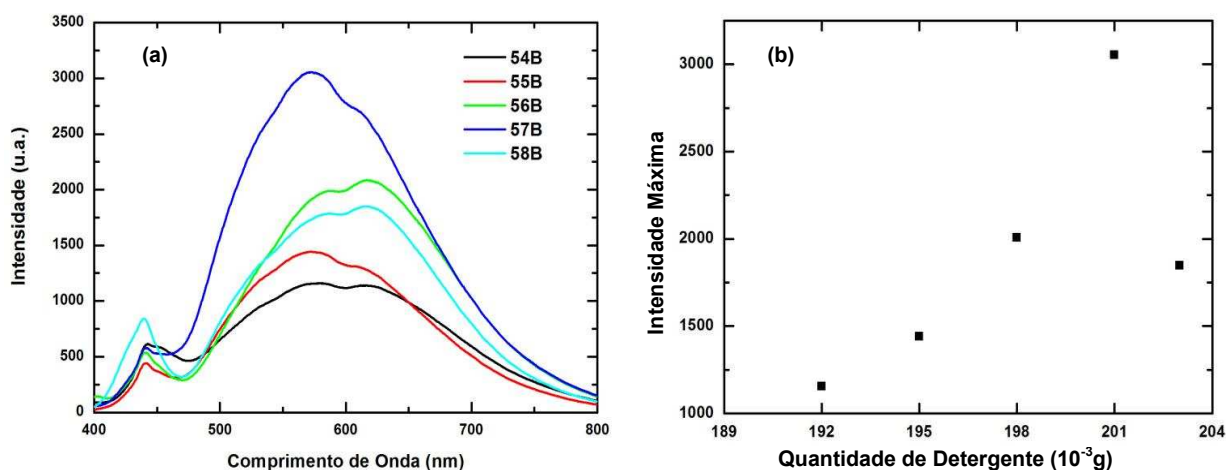 (a)
54B
55B
56B
57B
58B
Intensidade (u.a.)
3500
3000
2500
2000
1500
1000
500
0
400
500
600
700
800
Comprimento de Onda (nm)
(b)
Intensidade Máxima
3000
2500
2000
1500
1000
189
192
195
198
201
204
Quantidade de Detergente (10⁻³g)